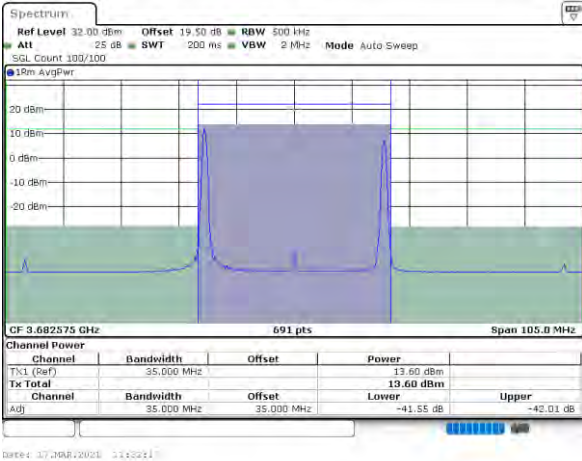 Spectrum
Ref Level 32.00 dBm Offset 19.50 dB RBW 500 kHz
Att 25 dB SWT 200 ms VBW 2 MHz Mode Auto Sweep
SGL Count 100/100
1Rm AvgPwr
20 dBm
10 dBm
0 dBm
-10 dBm
-20 dBm
CF 3.682575 GHz 691 pts Span 105.0 MHz
Channel Power
Channel Bandwidth Offset Power
TX1 (Ref) 35.000 MHz 13.60 dBm
Tx Total 13.60 dBm
Channel Bandwidth Offset Lower Upper
Adj 35.000 MHz 35.000 MHz -41.55 dB -42.01 dB
Date: 17.MAR.2021